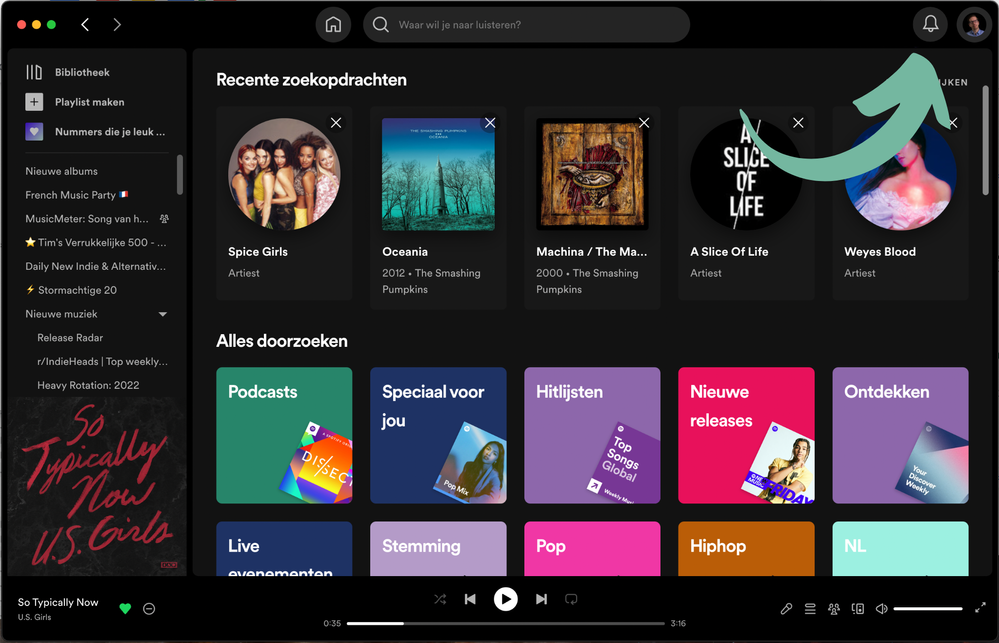 Waar wil je naar luisteren?
Bibliotheek
Playlist maken
Nummers die je leuk ...
Nieuwe albums
French Music Party 🇫🇷
MusicMeter: Song van h...
⭐ Tim's Verrukkelijke 500 - ...
Daily New Indie & Alternativ...
⚡ Stormachtige 20
Nieuwe muziek
Release Radar
r/IndieHeads | Top weekly...
Heavy Rotation: 2022
So
Typically
Now
U.S. Girls
Recente zoekopdrachten
IJKEN
THE SMASHING PUMPKINS
OCEANIA
A/
SLICE
OF
LIFE
Spice Girls
Artiest
Oceania
2012 • The Smashing
Pumpkins
Machina / The Ma...
2000 • The Smashing
Pumpkins
A Slice Of Life
Artiest
Weyes Blood
Artiest
Alles doorzoeken
Podcasts
DISSECT
Speciaal voor
jou
Pop Mix
Hitlijsten
Top
Songs
Global
Weekly Mus
Nieuwe
releases
NEW
MUSIC
FRIDAY
Ontdekken
Your
Discover
Weekly
Live
evenementen
Stemming
Pop
Hiphop
NL
So Typically Now
U.S. Girls
0:35
3:16